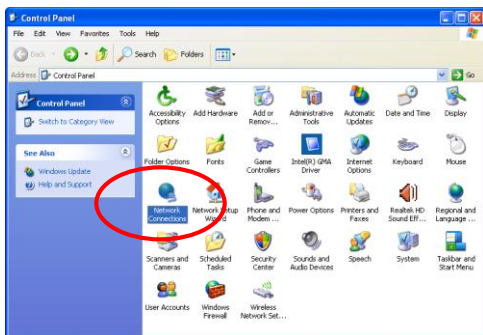 Control Panel
File Edit View Favorites Tools Help
Back Search Folders
Address Control Panel Go
Control Panel
Switch to Category View
See Also
Windows Update
Help and Support
Accessibility Options
Add Hardware
Add or Remov...
Administrative Tools
Automatic Updates
Date and Time
Display
Folder Options
Fonts
Game Controllers
Intel(R) GMA Driver
Internet Options
Keyboard
Mouse
Network Connections
Network Setup Wizard
Phone and Modem ...
Power Options
Printers and Faxes
Realtek HD Sound Eff...
Regional and Language ...
Scanners and Cameras
Scheduled Tasks
Security Center
Sounds and Audio Devices
Speech
System
Taskbar and Start Menu
User Accounts
Windows Firewall
Wireless Network Set...